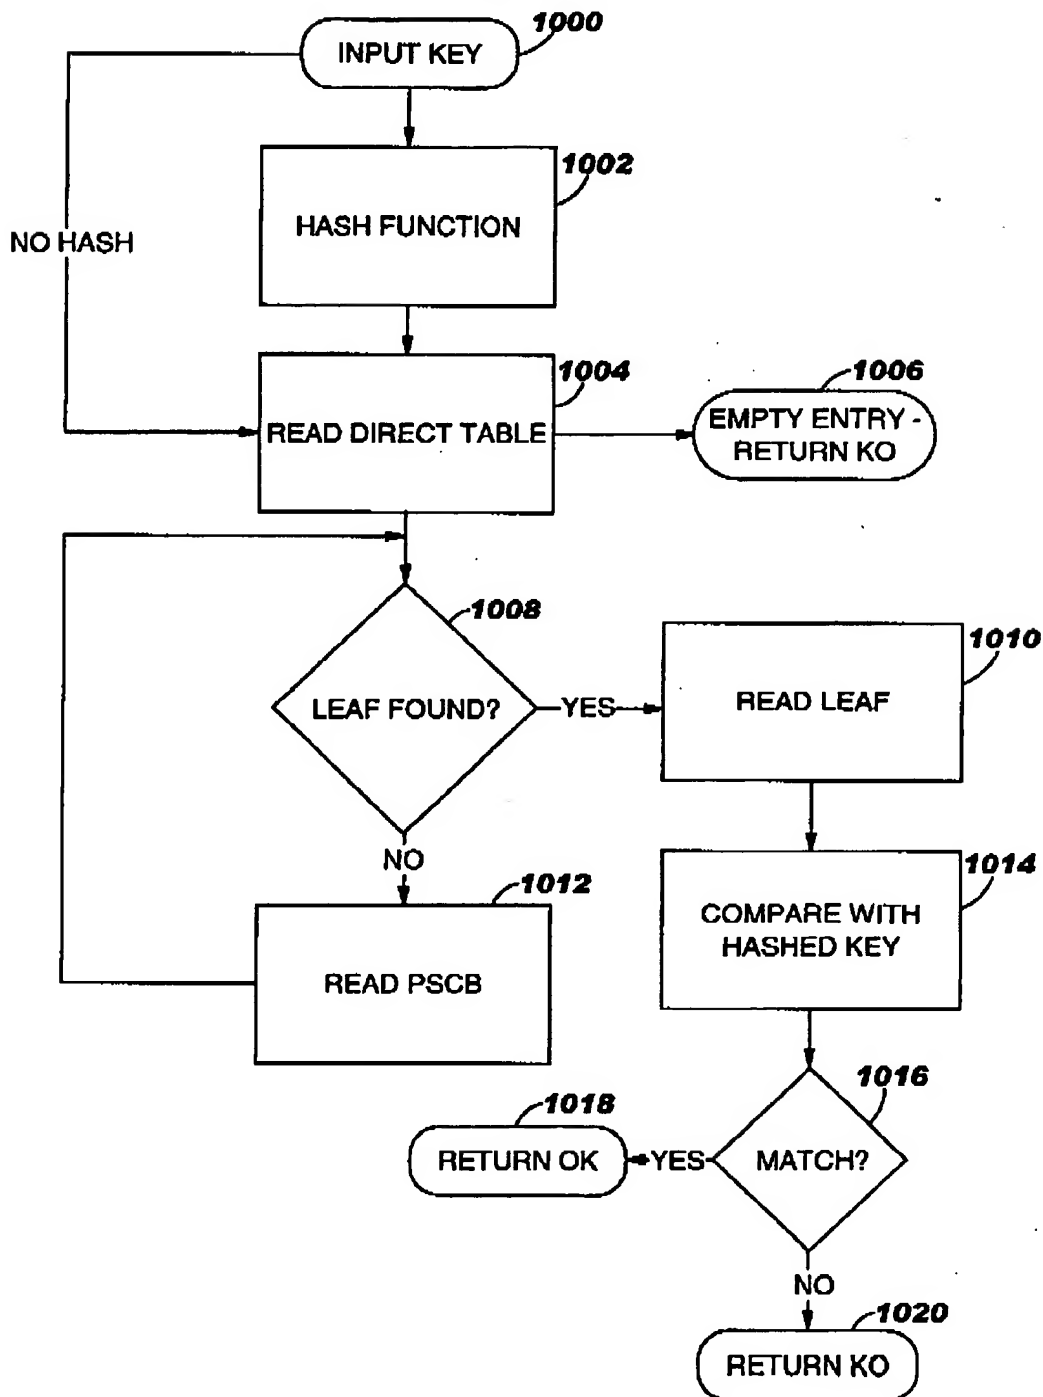 1000
INPUT KEY
1002
HASH FUNCTION
NO HASH
1004
READ DIRECT TABLE
1006
EMPTY ENTRY -
RETURN KO
1008
LEAF FOUND?
YES
1010
READ LEAF
NO
1012
READ PSCB
1014
COMPARE WITH
HASHED KEY
1016
MATCH?
YES
1018
RETURN OK
NO
1020
RETURN KO